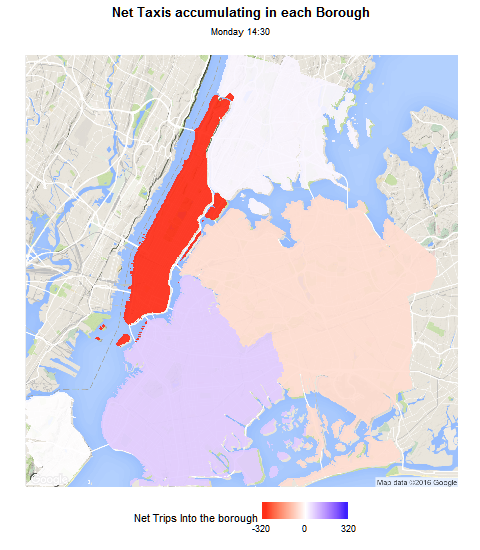 Net Taxis accumulating in each Borough
Monday 14:30
Map data ©2016 Google
Net Trips Into the borough
-320 0 320